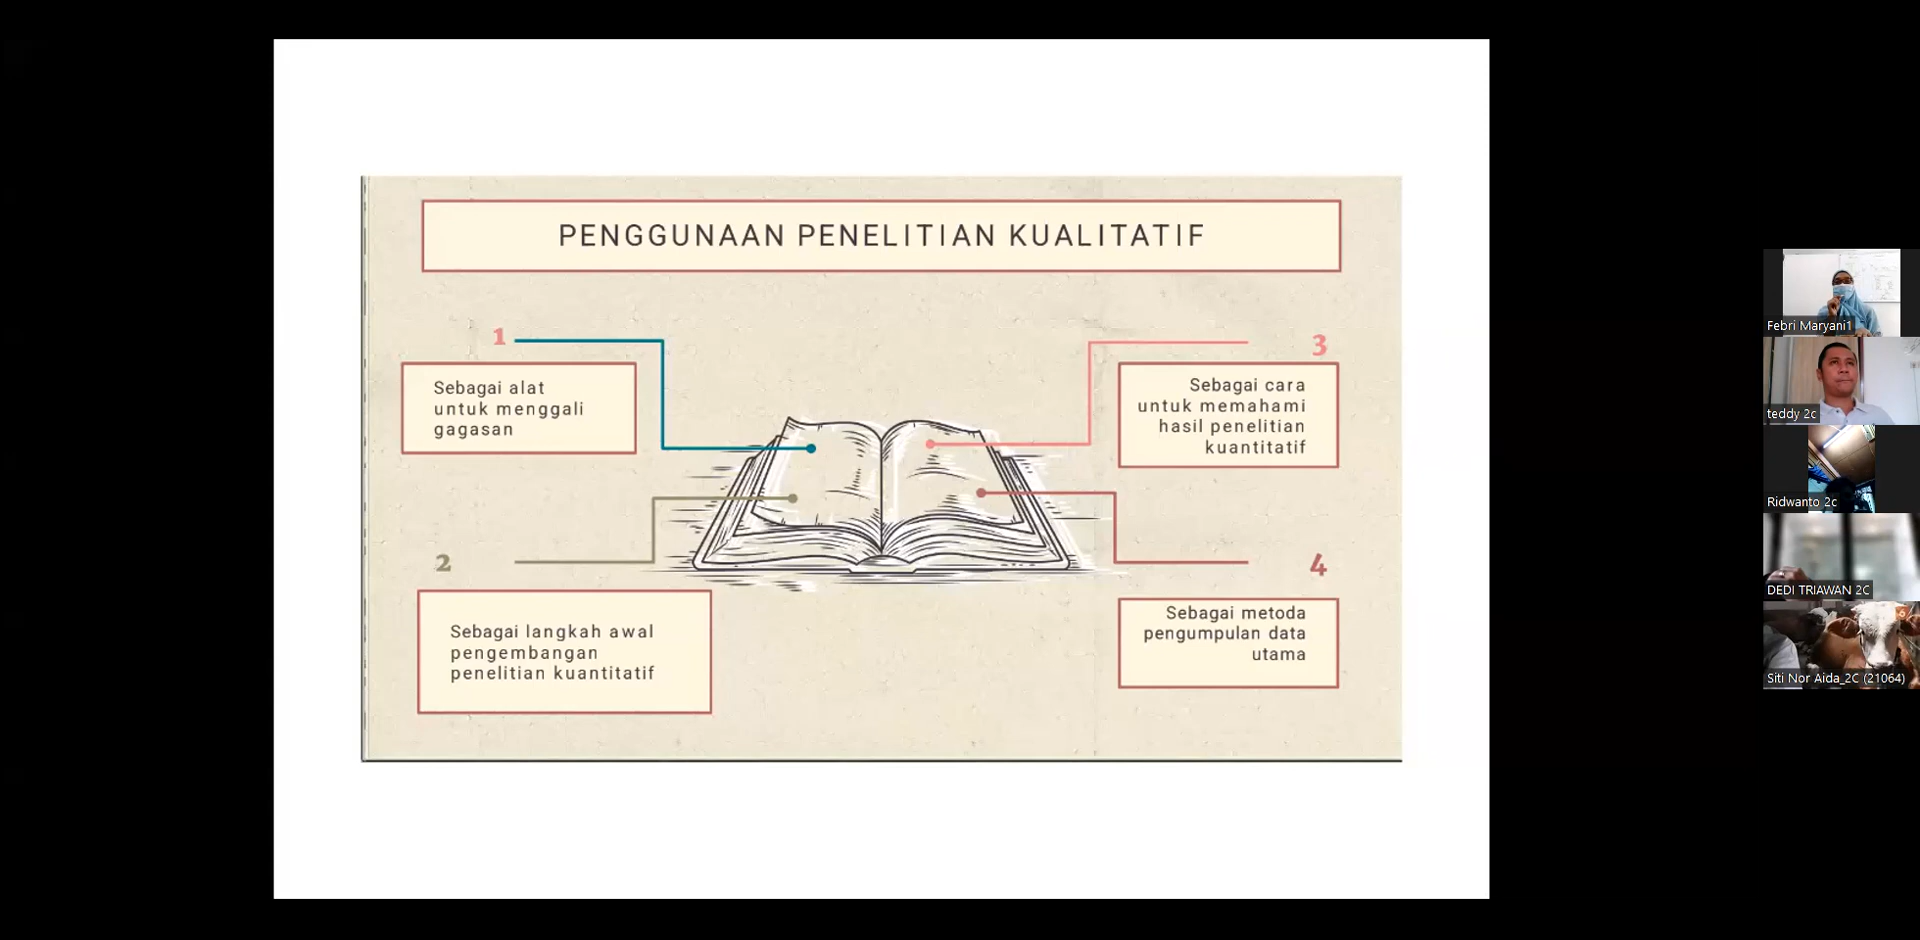 PENGGUNAAN PENELITIAN KUALITATIF
1
Sebagai alat
untuk menggali
gagasan
2
Sebagai langkah awal
pengembangan
penelitian kuantitatif
3
Sebagai cara
untuk memahami
hasil penelitian
kuantitatif
4
Sebagai metoda
pengumpulan data
utama
Febri Maryani1
teddy 2c
Ridwanto 2c
DEDI TRIAWAN 2C
Siti Nor Aida_2C (21064)